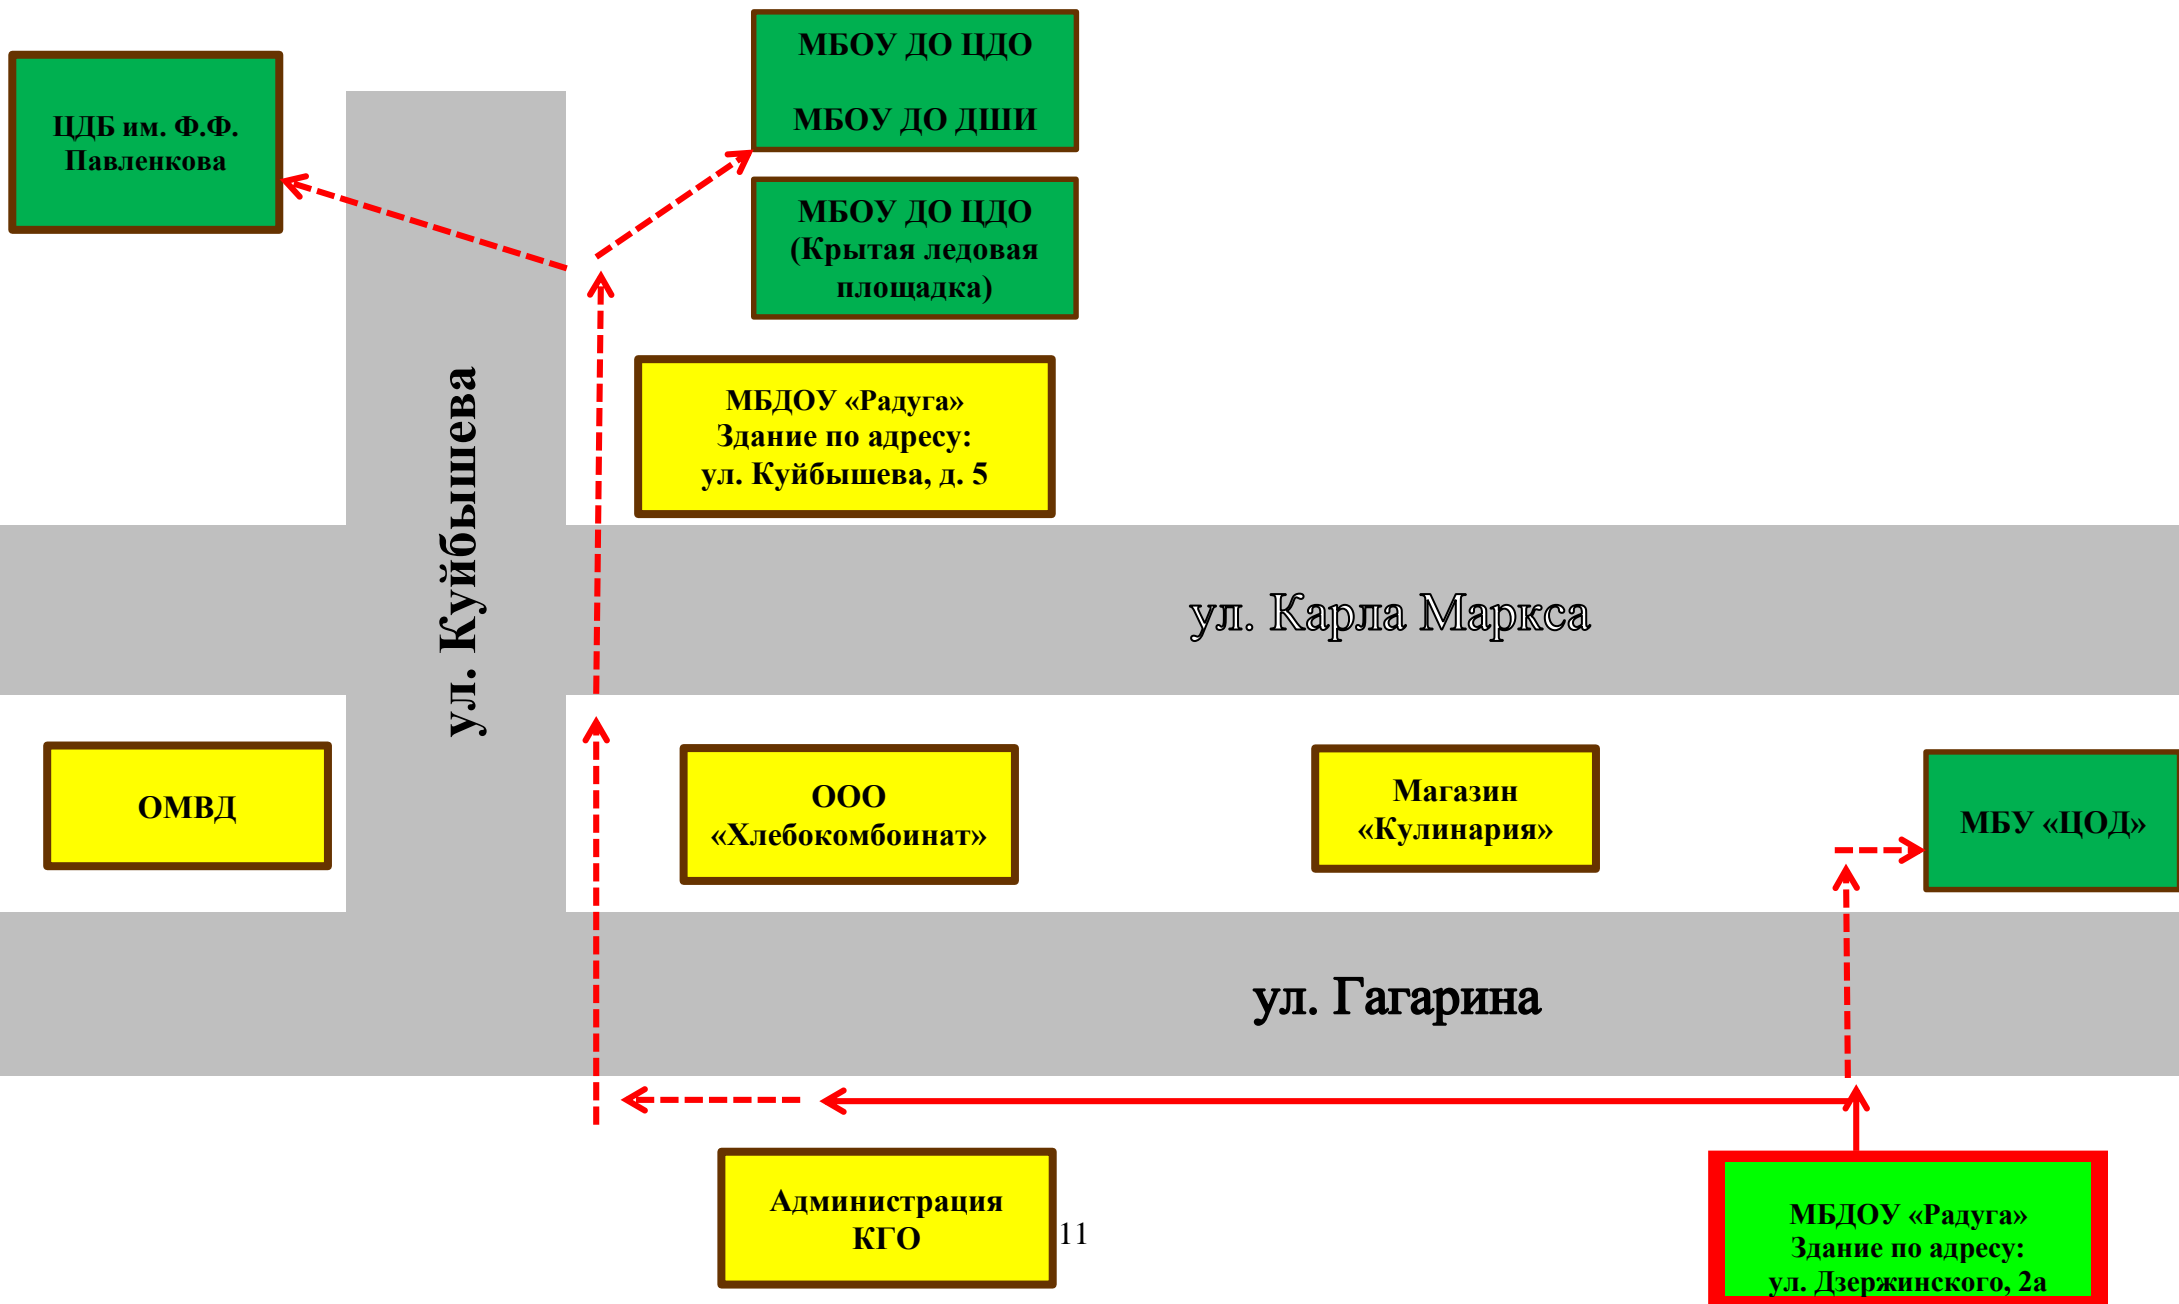 МБОУ ДО ЦДО
МБОУ ДО ДШИ
ЦДБ им. Ф.Ф.
Павленкова
МБОУ ДО ЦДО
(Крытая ледовая
площадка)
МБДОУ «Радуга»
Здание по адресу:
ул. Куйбышева, д. 5
ул. Куйбышева
ул. Карла Маркса
ОМВД
ООО
«Хлебокомбоинат»
Магазин
«Кулинария»
МБУ «ЦОД»
ул. Гагарина
Администрация
КГО
11
МБДОУ «Радуга»
Здание по адресу:
ул. Дзержинского, 2а